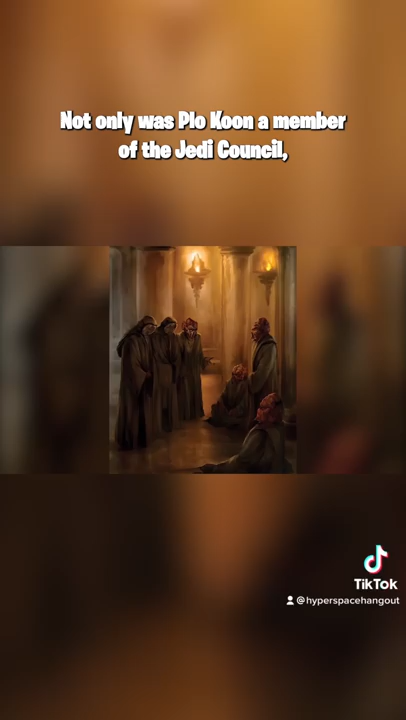 Not only was Plo Koon a member
of the Jedi Council,
TikTok
@hyperspacehangout